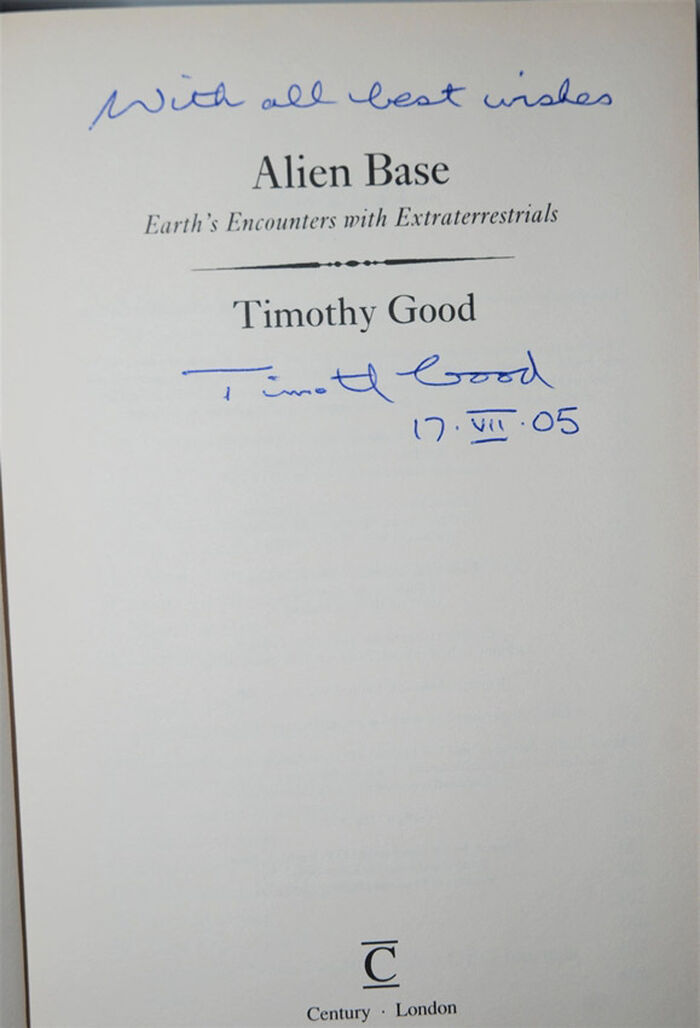 With all best wishes
Alien Base
Earth's Encounters with Extraterrestrials
Timothy Good
Timothy Good
17·VII·05
C
Century · London